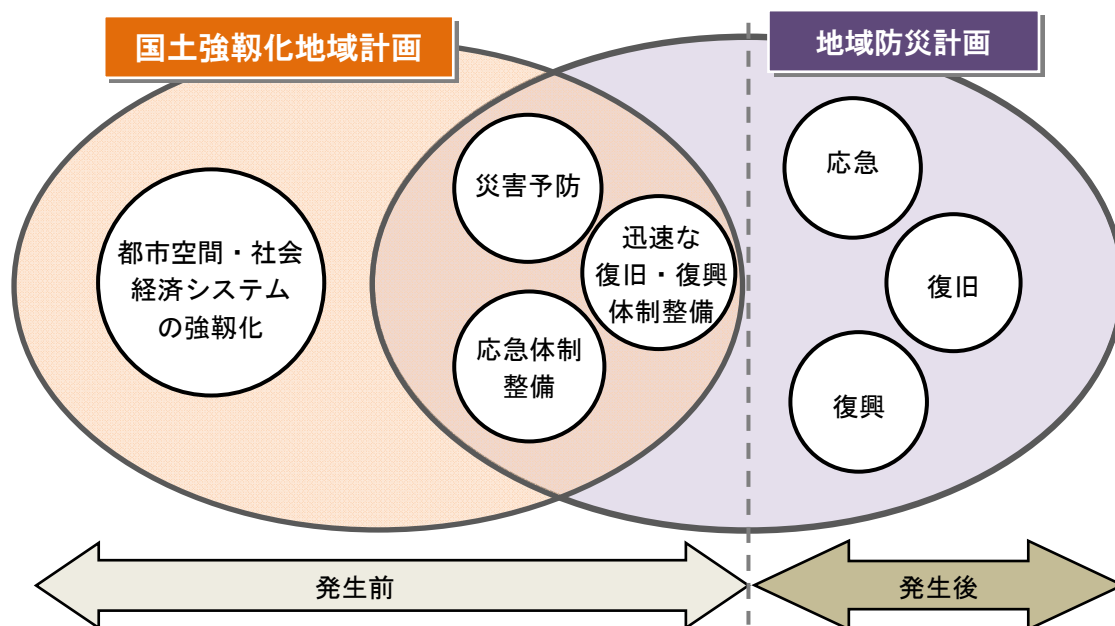 国土強靱化地域計画
地域防災計画
都市空間・社会
経済システム
の強靱化
災害予防
迅速な
復旧・復興
体制整備
応急体制
整備
応急
復旧
復興
発生前
発生後